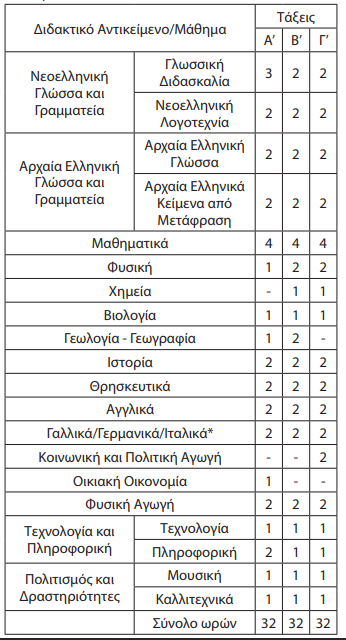 Διδακτικό Αντικείμενο/Μάθημα Τάξεις
Α’ Β’ Γ’
Νεοελληνική Γλώσσα και Γραμματεία
Γλωσσική Διδασκαλία 3 2 2
Νεοελληνική Λογοτεχνία 2 2 2
Αρχαία Ελληνική Γλώσσα και Γραμματεία
Αρχαία Ελληνική Γλώσσα 2 2 2
Αρχαία Ελληνικά Κείμενα από Μετάφραση 2 2 2
Μαθηματικά 4 4 4
Φυσική 1 2 2
Χημεία - 1 1
Βιολογία 1 1 1
Γεωλογία - Γεωγραφία 1 2 -
Ιστορία 2 2 2
Θρησκευτικά 2 2 2
Αγγλικά 2 2 2
Γαλλικά/Γερμανικά/Ιταλικά* 2 2 2
Κοινωνική και Πολιτική Αγωγή - - 2
Οικιακή Οικονομία 1 - -
Φυσική Αγωγή 2 2 2
Τεχνολογία και Πληροφορική
Τεχνολογία 1 1 1
Πληροφορική 2 1 1
Πολιτισμός και Δραστηριότητες
Μουσική 1 1 1
Καλλιτεχνικά 1 1 1
Σύνολο ωρών 32 32 32